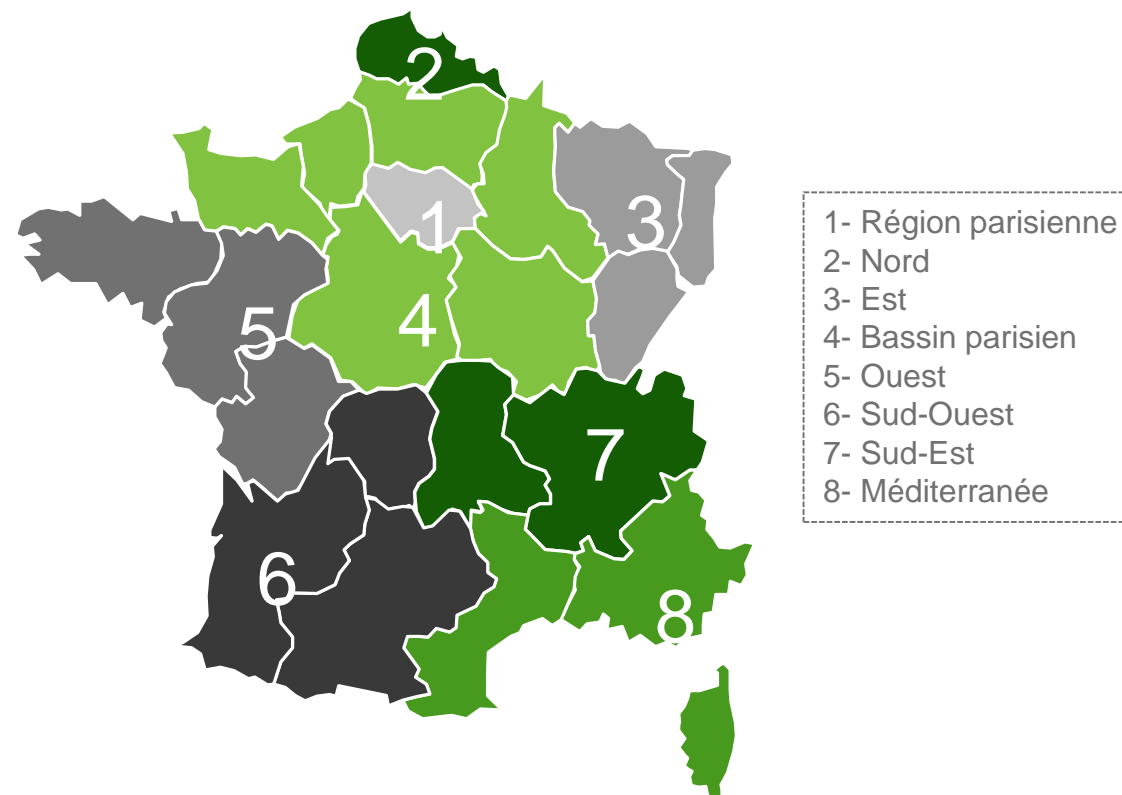 2
1
3
4
5
7
6
8
1- Région parisienne
2- Nord
3- Est
4- Bassin parisien
5- Ouest
6- Sud-Ouest
7- Sud-Est
8- Méditerranée